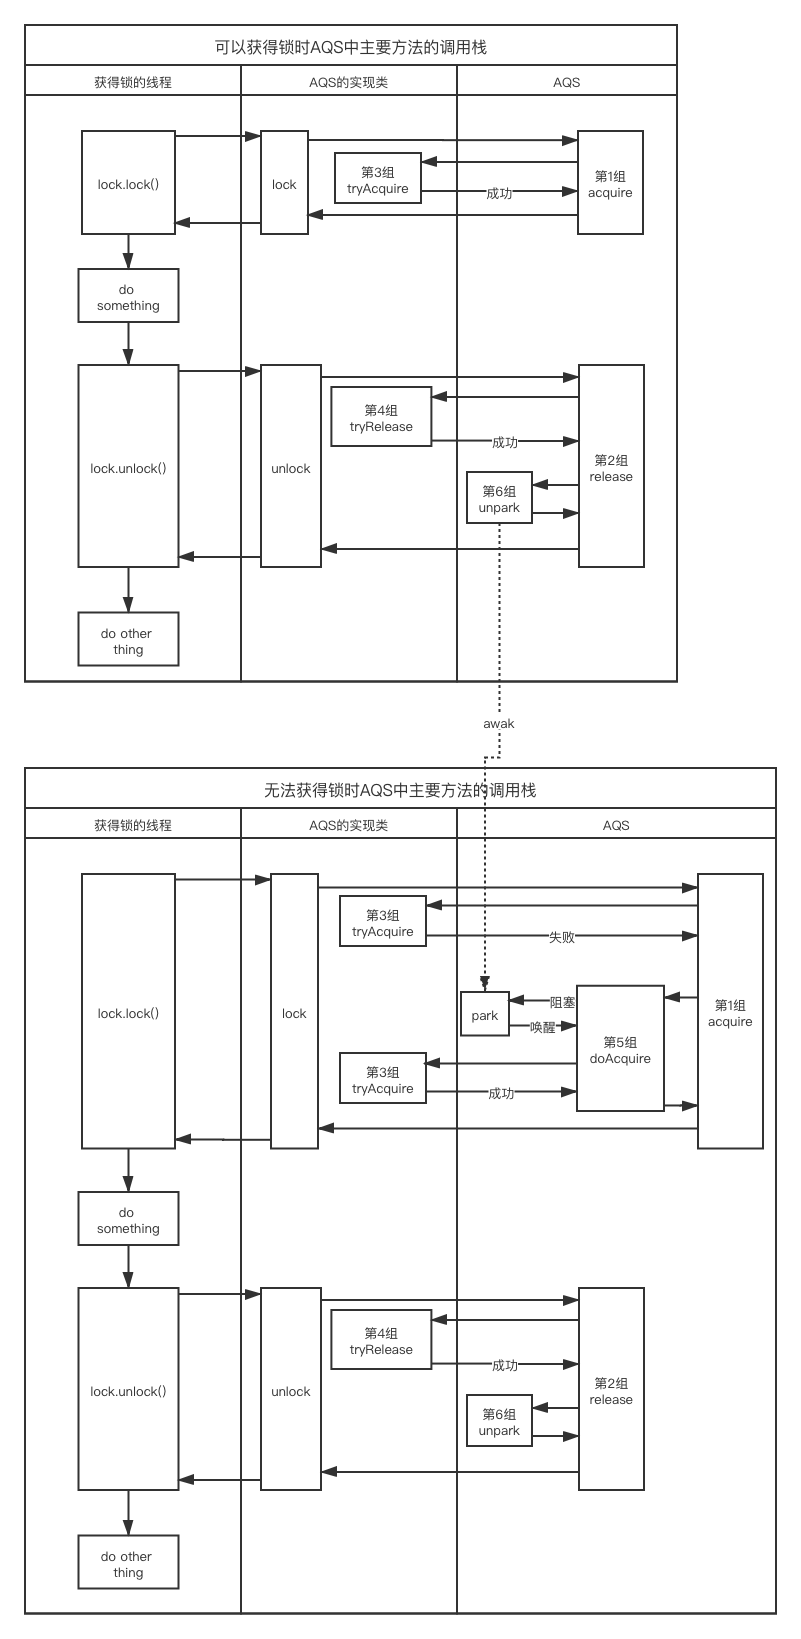 可以获得锁时AQS中主要方法的调用栈
获得锁的线程
AQS的实现类
AQS
lock.lock()
lock
第3组
tryAcquire
成功
第1组
acquire
do
something
lock.unlock()
unlock
第4组
tryRelease
成功
第6组
unpark
第2组
release
do other
thing
awak
无法获得锁时AQS中主要方法的调用栈
获得锁的线程
AQS的实现类
AQS
lock.lock()
lock
第3组
tryAcquire
失败
park
阻塞
唤醒
第5组
doAcquire
第1组
acquire
第3组
tryAcquire
成功
do
something
lock.unlock()
unlock
第4组
tryRelease
成功
第6组
unpark
第2组
release
do other
thing